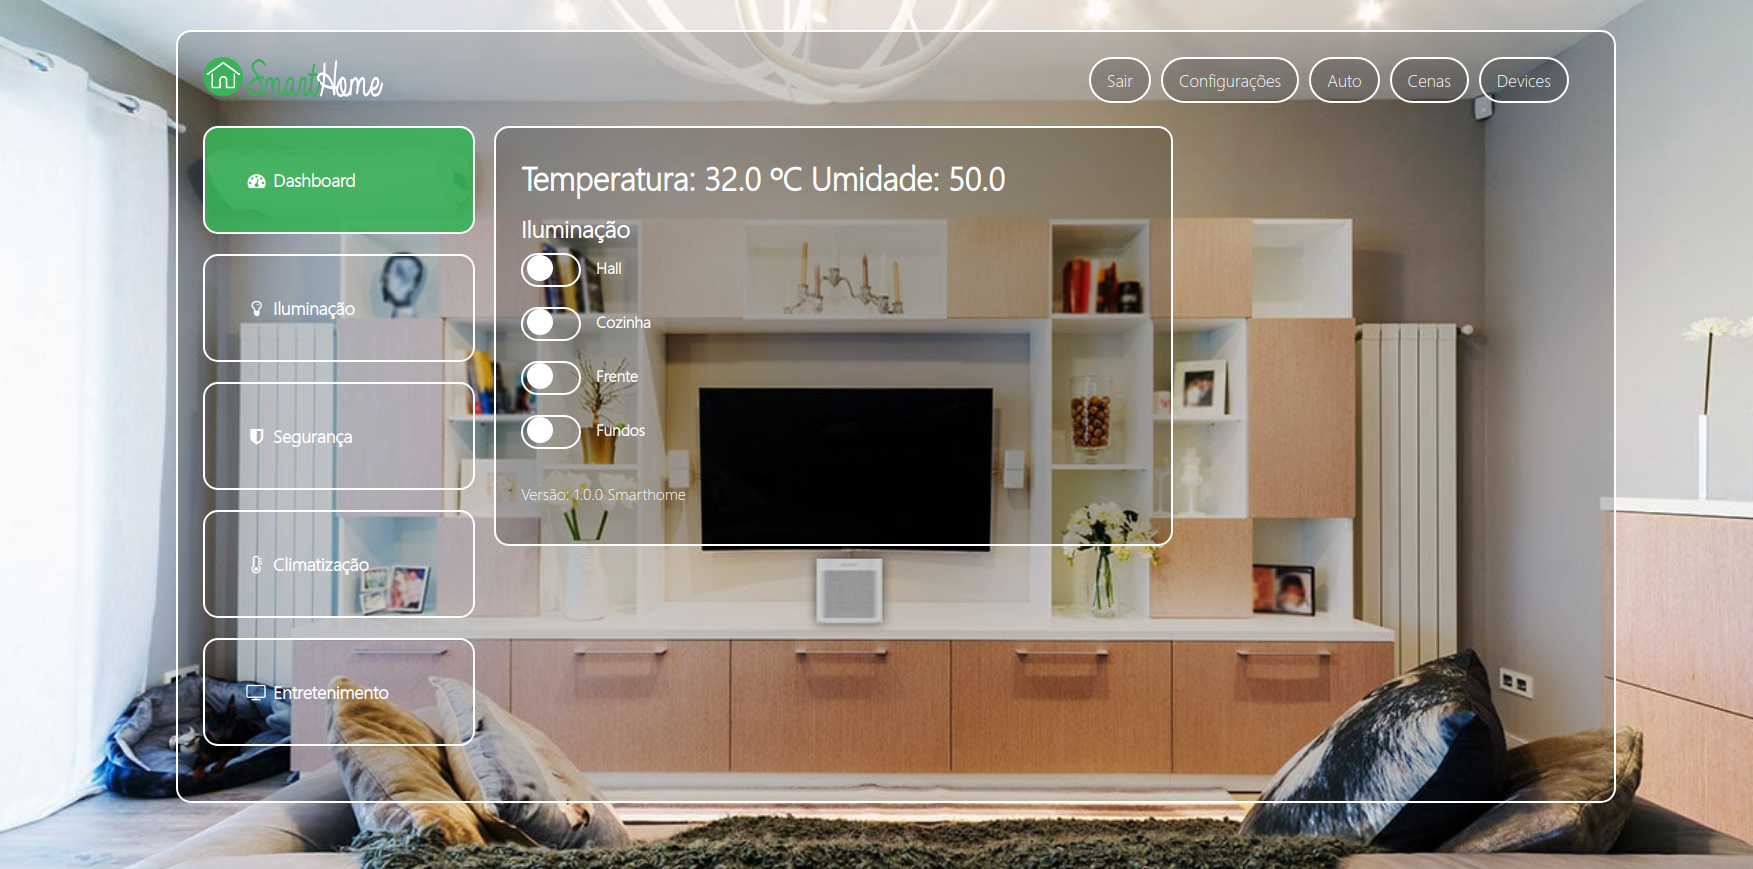 SmartHome
Sair
Configurações
Auto
Cenas
Devices
Dashboard
Iluminação
Segurança
Climatização
Entretenimento
Temperatura: 32.0 ºC Umidade: 50.0
Iluminação
Hall
Cozinha
Frente
Fundos
Versão: 1.0.0 Smarthome